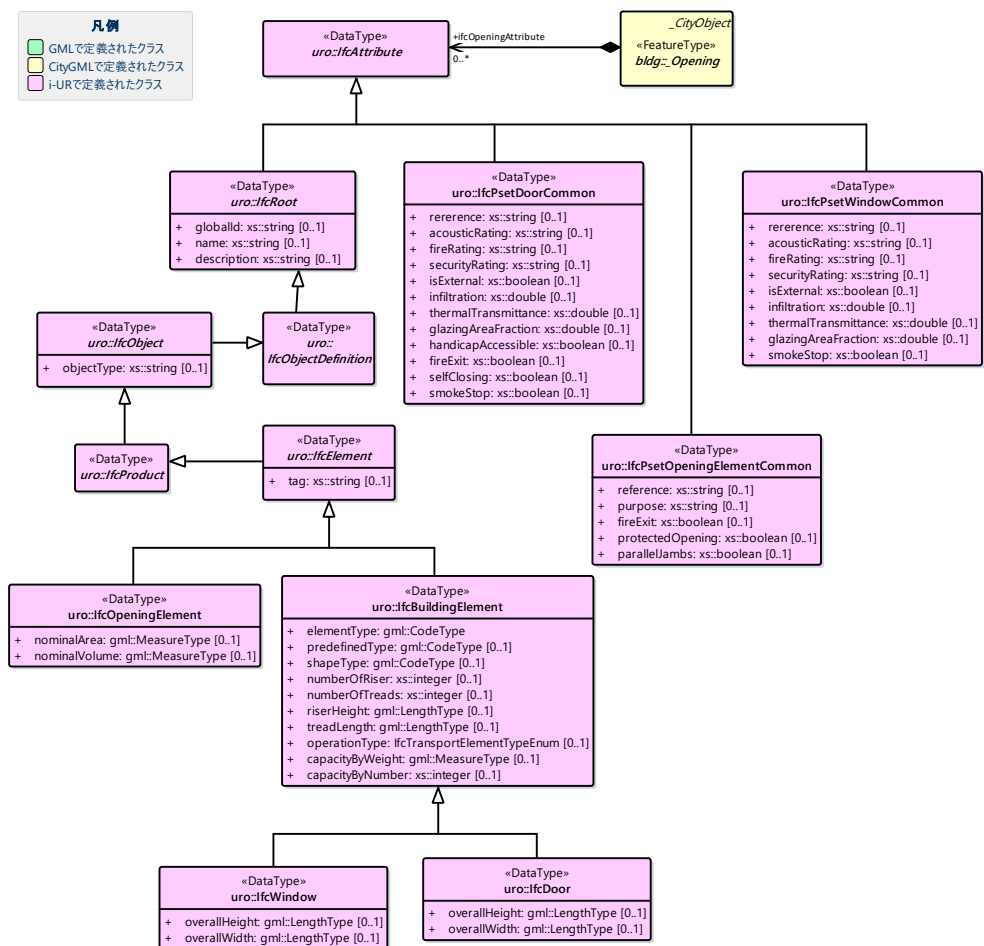 凡例
GMLで定義されたクラス
CityGMLで定義されたクラス
i-URで定義されたクラス
«DataType»
uro::IfcAttribute
+ifcOpeningAttribute
0..*
_CityObject
«FeatureType»
bldg::_Opening
«DataType»
uro::IfcRoot
+ globalId: xs::string [0..1]
+ name: xs::string [0..1]
+ description: xs::string [0..1]
«DataType»
uro::IfcPsetDoorCommon
+ rererence: xs::string [0..1]
+ acousticRating: xs::string [0..1]
+ fireRating: xs::string [0..1]
+ securityRating: xs::string [0..1]
+ isExternal: xs::boolean [0..1]
+ infiltration: xs::double [0..1]
+ thermalTransmittance: xs::double [0..1]
+ glazingAreaFraction: xs::double [0..1]
+ handicapAccessible: xs::boolean [0..1]
+ fireExit: xs::boolean [0..1]
+ selfClosing: xs::boolean [0..1]
+ smokeStop: xs::boolean [0..1]
«DataType»
uro::IfcPsetWindowCommon
+ rererence: xs::string [0..1]
+ acousticRating: xs::string [0..1]
+ fireRating: xs::string [0..1]
+ securityRating: xs::string [0..1]
+ isExternal: xs::boolean [0..1]
+ infiltration: xs::double [0..1]
+ thermalTransmittance: xs::double [0..1]
+ glazingAreaFraction: xs::double [0..1]
+ smokeStop: xs::boolean [0..1]
«DataType»
uro::IfcObject
+ objectType: xs::string [0..1]
«DataType»
uro::
IfcObjectDefinition
«DataType»
uro::IfcProduct
«DataType»
uro::IfcElement
+ tag: xs::string [0..1]
«DataType»
uro::IfcPsetOpeningElementCommon
+ reference: xs::string [0..1]
+ purpose: xs::string [0..1]
+ fireExit: xs::boolean [0..1]
+ protectedOpening: xs::boolean [0..1]
+ parallelJambs: xs::boolean [0..1]
«DataType»
uro::IfcOpeningElement
+ nominalArea: gml::MeasureType [0..1]
+ nominalVolume: gml::MeasureType [0..1]
«DataType»
uro::IfcBuildingElement
+ elementType: gml::CodeType
+ predefinedType: gml::CodeType [0..1]
+ shapeType: gml::CodeType [0..1]
+ numberOfRiser: xs::integer [0..1]
+ numberOfTreads: xs::integer [0..1]
+ riserHeight: gml::LengthType [0..1]
+ treadLength: gml::LengthType [0..1]
+ operationType: IfcTransportElementTypeEnum [0..1]
+ capacityByWeight: gml::MeasureType [0..1]
+ capacityByNumber: xs::integer [0..1]
«DataType»
uro::IfcWindow
+ overallHeight: gml::LengthType [0..1]
+ overallWidth: gml::LengthType [0..1]
«DataType»
uro::IfcDoor
+ overallHeight: gml::LengthType [0..1]
+ overallWidth: gml::LengthType [0..1]